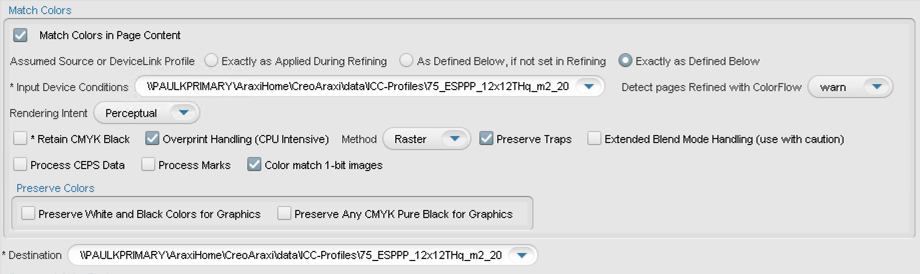 Match Colors
Match Colors in Page Content
Assumed Source or DeviceLink Profile Exactly as Applied During Refining As Defined Below, if not set in Refining Exactly as Defined Below
* Input Device Conditions \\PAULKPRIMARY\AraxiHome\CreoAraxi\data\ICC-Profiles\75_ESPPP_12x12THq_m2_20 Detect pages Refined with ColorFlow warn
Rendering Intent Perceptual
* Retain CMYK Black Overprint Handling (CPU Intensive) Method Raster Preserve Traps Extended Blend Mode Handling (use with caution)
Process CEPS Data Process Marks Color match 1-bit images
Preserve Colors
Preserve White and Black Colors for Graphics Preserve Any CMYK Pure Black for Graphics
* Destination \\PAULKPRIMARY\AraxiHome\CreoAraxi\data\ICC-Profiles\75_ESPPP_12x12THq_m2_20